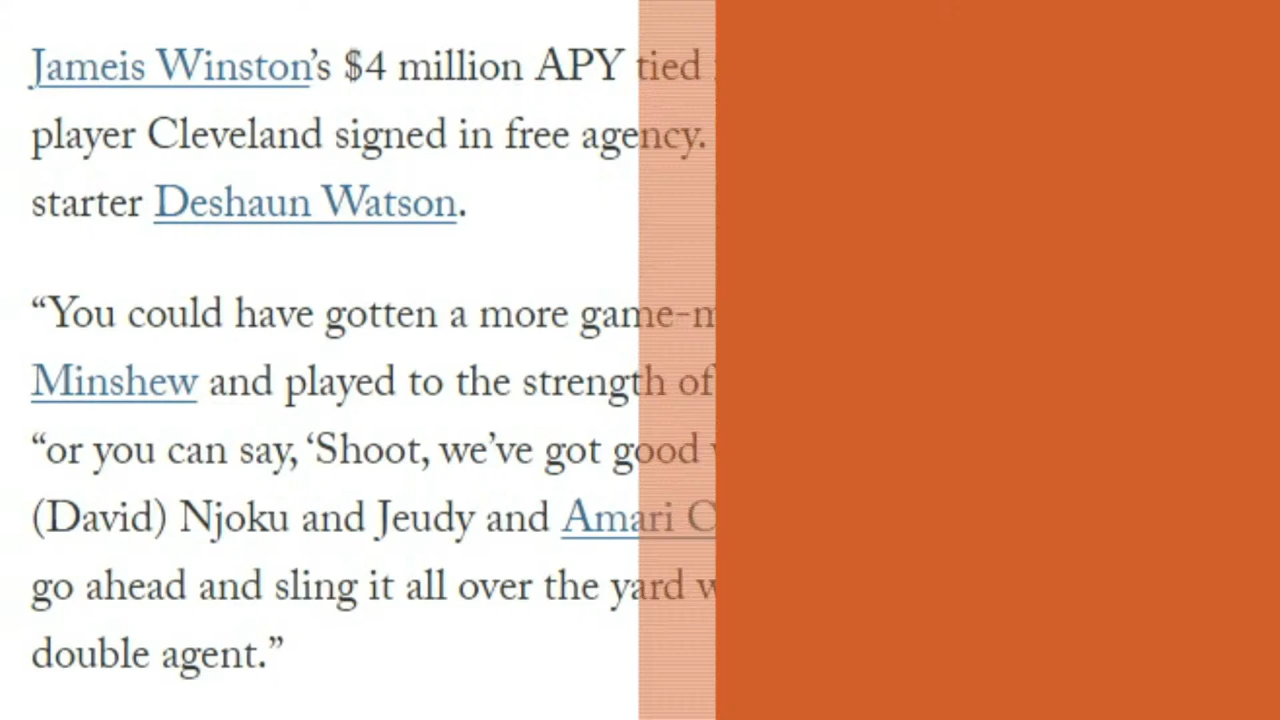 Jameis Winston’s $4 million APY tied
player Cleveland signed in free agency.
starter Deshaun Watson.
“You could have gotten a more
Minshew and played to the strength of
“or you can say, ‘Shoot, we’ve got good
(David) Njoku and Jeudy and Amari
go ahead and sling it all over the yard
double agent.”